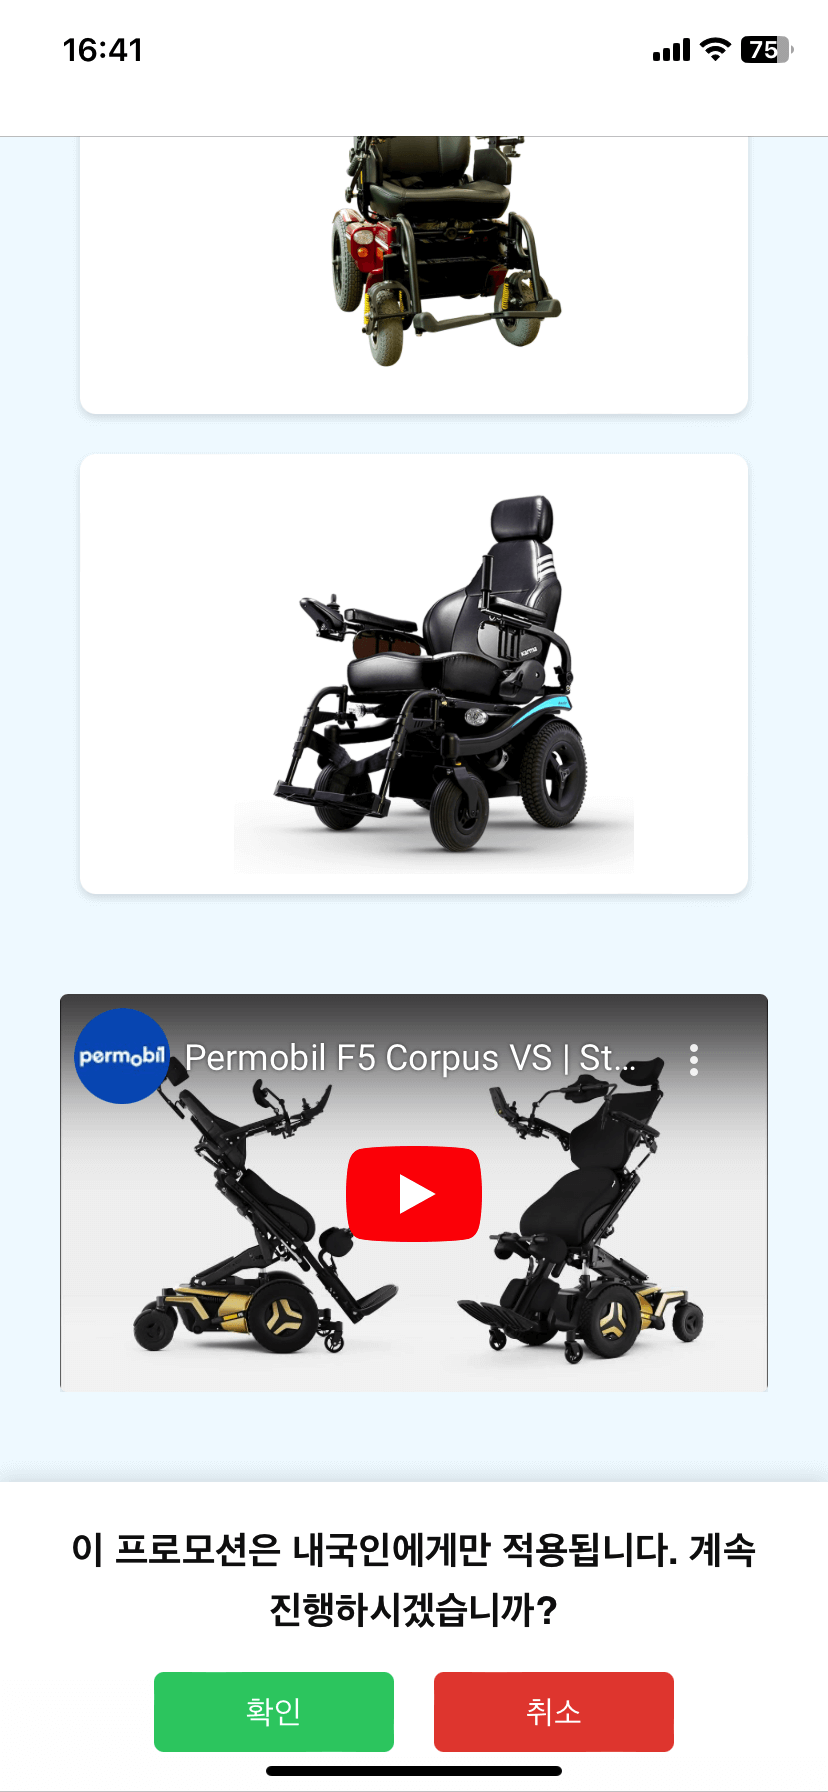 16:41
75
KARMA
permobil
Permobil F5 Corpus VS | St...
이 프로모션은 내국인에게만 적용됩니다. 계속
진행하시겠습니까?
확인
취소